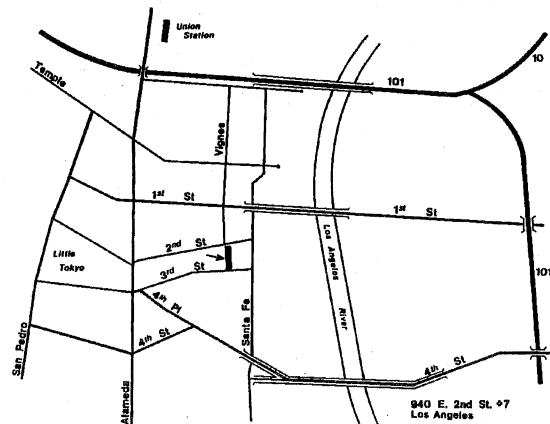 Union
Station
10
101
Temple
Vignes
1st St
1st St
2nd St
Los Angeles River
Little
Tokyo
3rd St
101
4th Pl
Santa Fe
San Pedro
4th St
4th St
Alameda
940 E. 2nd St. #7
Los Angeles